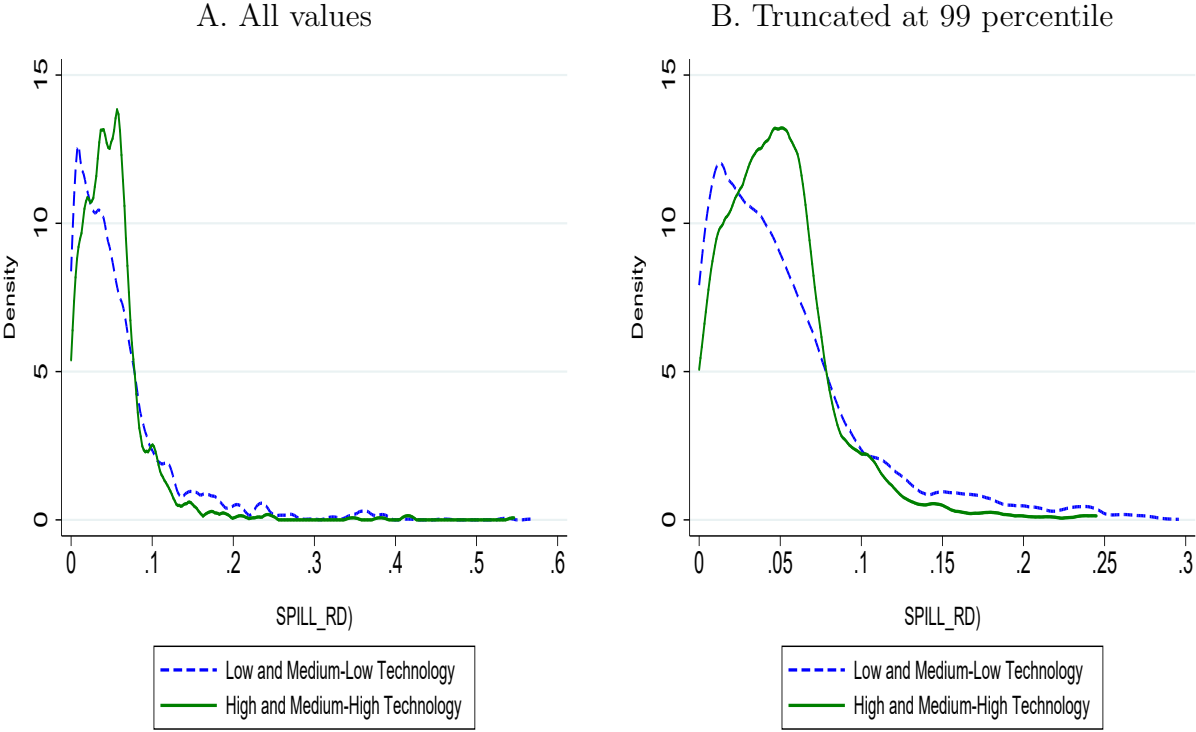 A. All values
15
10
5
0
Density
0 .1 .2 .3 .4 .5 .6
SPILL_RD)
Low and Medium-Low Technology
High and Medium-High Technology
B. Truncated at 99 percentile
15
10
5
0
Density
0 .05 .1 .15 .2 .25 .3
SPILL_RD)
Low and Medium-Low Technology
High and Medium-High Technology